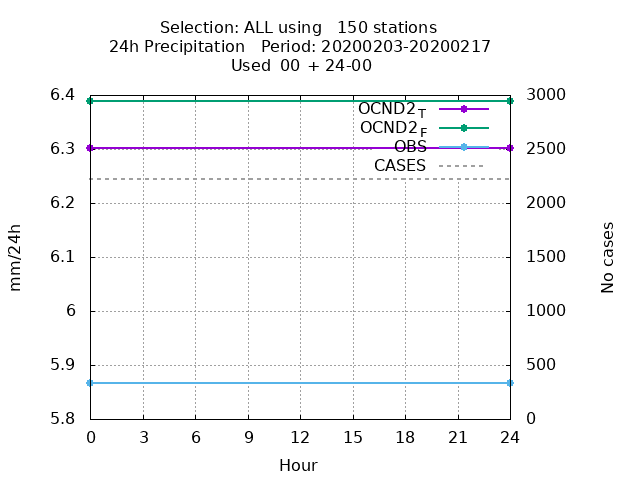 Selection: ALL using   150 stations
24h Precipitation   Period: 20200203-20200217
Used  00 + 24-00
6.4
6.3
6.2
6.1
6
5.9
5.8
mm/24h
OCND2T
OCND2F
OBS
CASES
3000
2500
2000
1500
1000
500
0
No cases
0 3 6 9 12 15 18 21 24
Hour